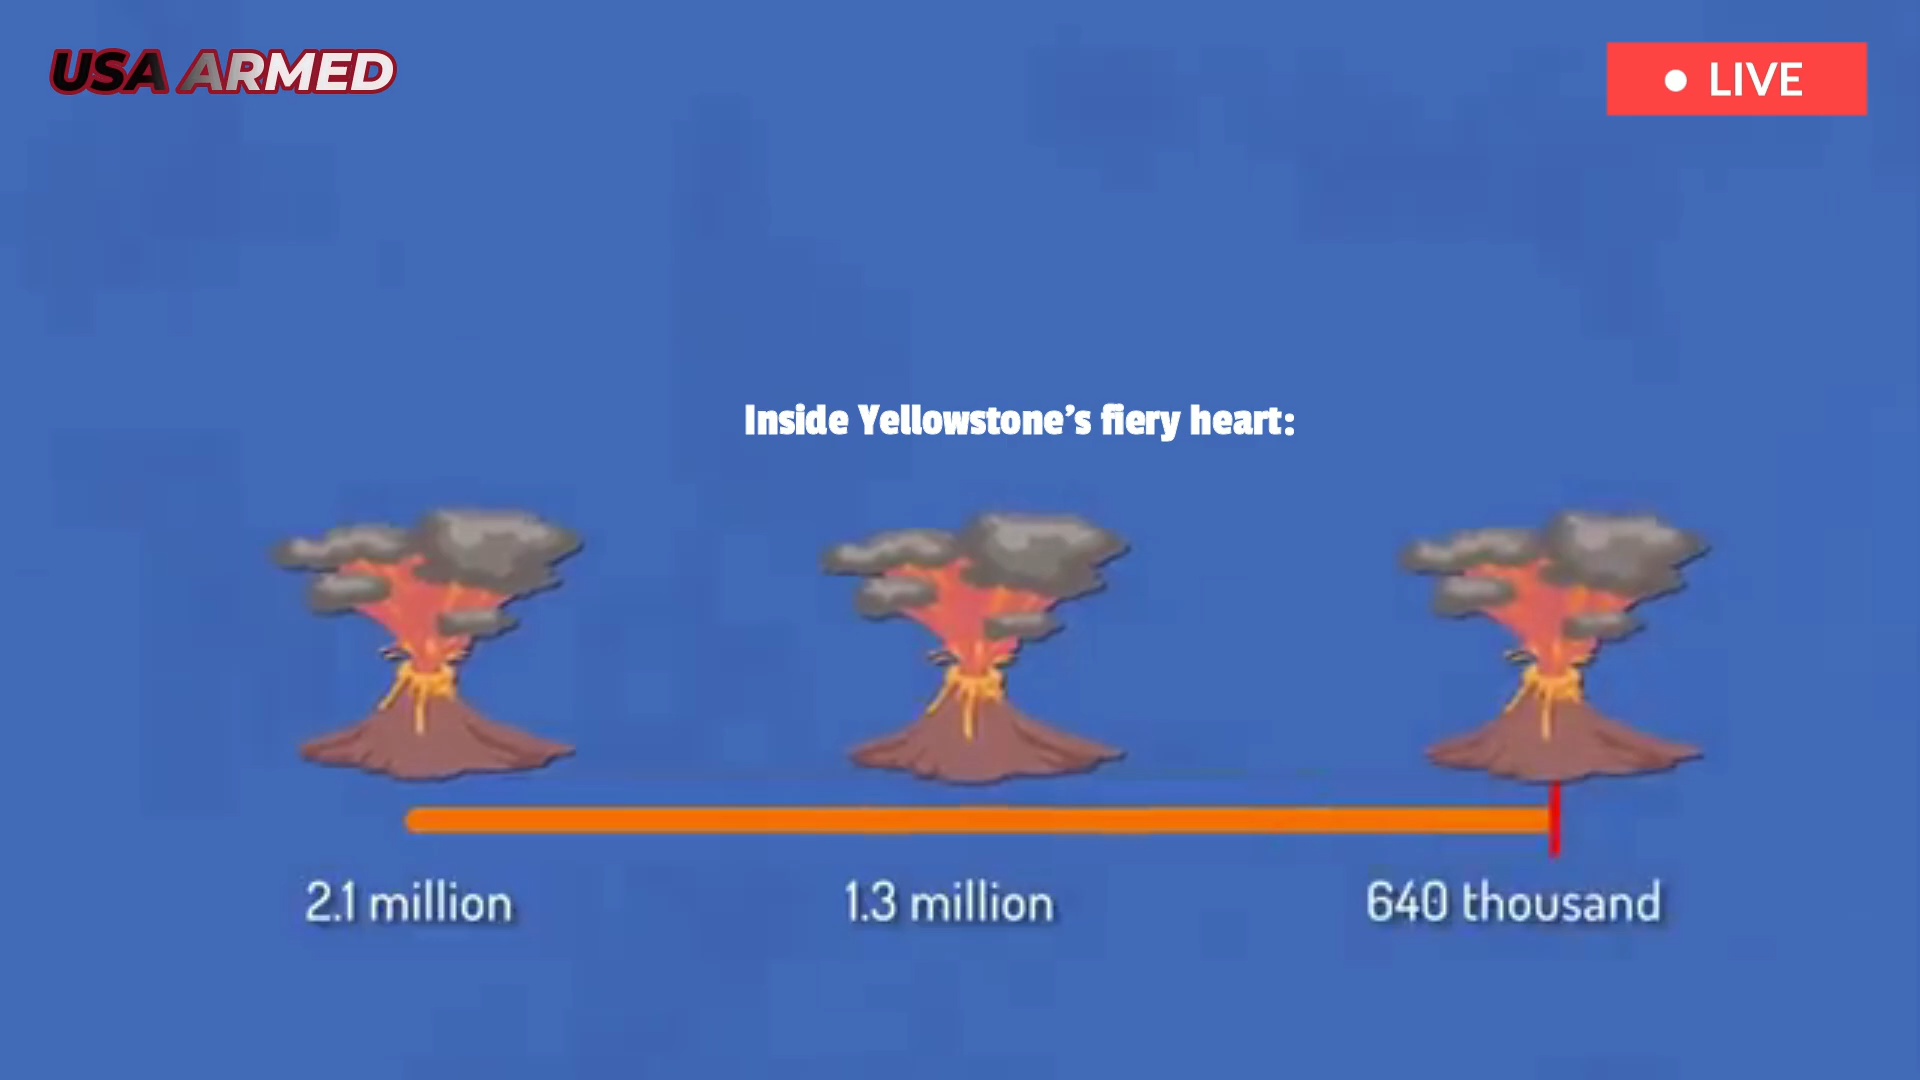 USA ARMED
LIVE
Inside Yellowstone’s fiery heart:
2.1 million
1.3 million
640 thousand